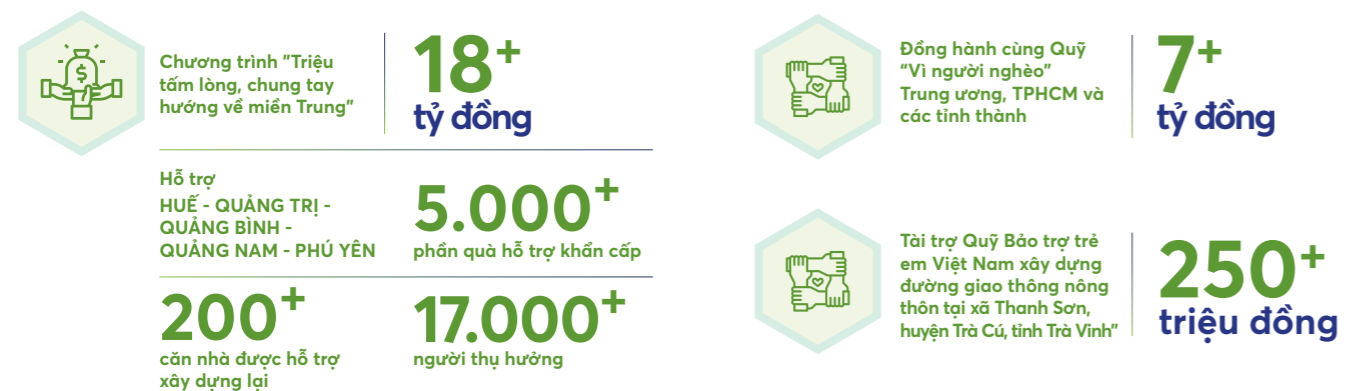 Chương trình "Triệu
tấm lòng, chung tay
hướng về miền Trung"
18+
tỷ đồng
Hỗ trợ
HUẾ - QUẢNG TRỊ -
QUẢNG BÌNH -
QUẢNG NAM - PHÚ YÊN
5.000+
phần quà hỗ trợ khẩn cấp
200+
căn nhà được hỗ trợ
xây dựng lại
17.000+
người thụ hưởng
Đồng hành cùng Quỹ
"Vì người nghèo"
Trung ương, TPHCM và
các tỉnh thành
7+
tỷ đồng
Tài trợ Quỹ Bảo trợ trẻ
em Việt Nam xây dựng
đường giao thông nông
thôn tại xã Thanh Sơn,
huyện Trà Cú, tỉnh Trà Vinh"
250+
triệu đồng